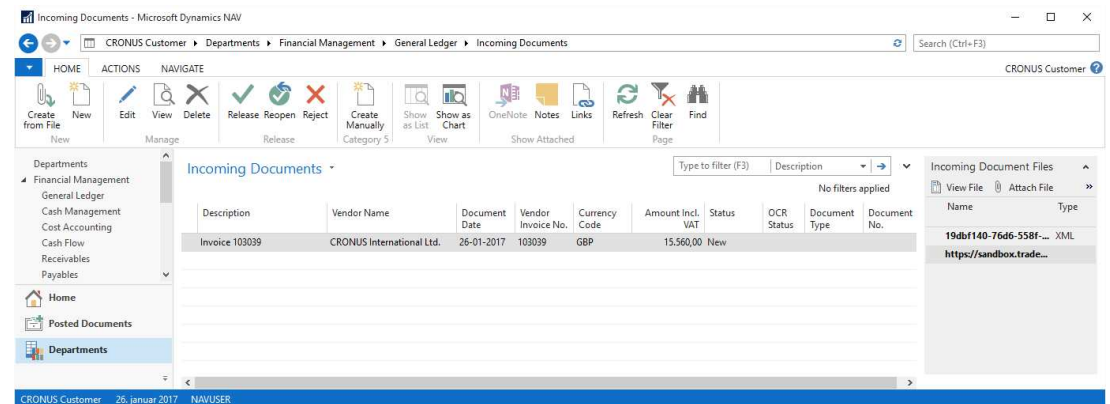 Incoming Documents - Microsoft Dynamics NAV
CRONUS Customer ▸ Departments ▸ Financial Management ▸ General Ledger ▸ Incoming Documents
Search (Ctrl+F3)
HOME ACTIONS NAVIGATE
CRONUS Customer
Create from File
New
Edit
View
Delete
Release
Reopen
Reject
Create Manually
Show as List
Show as Chart
OneNote
Notes
Links
Refresh
Clear Filter
Find
New
Manage
Release
Category 5
View
Show Attached
Page
Departments
Financial Management
General Ledger
Cash Management
Cost Accounting
Cash Flow
Receivables
Payables
Home
Posted Documents
Departments
Incoming Documents
Type to filter (F3)
Description
No filters applied
Description Vendor Name Document Date Vendor Invoice No. Currency Code Amount Incl. VAT Status OCR Status Document Type Document No.
Invoice 103039 CRONUS International Ltd. 26-01-2017 103039 GBP 15.560,00 New
Incoming Document Files
View File Attach File »
Name Type
19dbf140-76d6-558f-... XML
https://sandbox.trade...
CRONUS Customer 26. januar 2017 NAVUSER